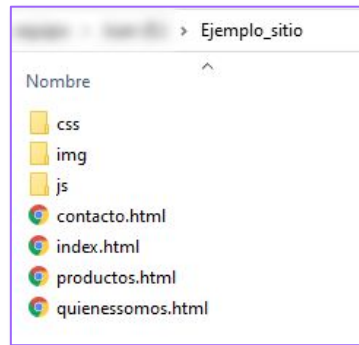 > Ejemplo_sitio
Nombre
css
img
js
contacto.html
index.html
productos.html
quienessomos.html